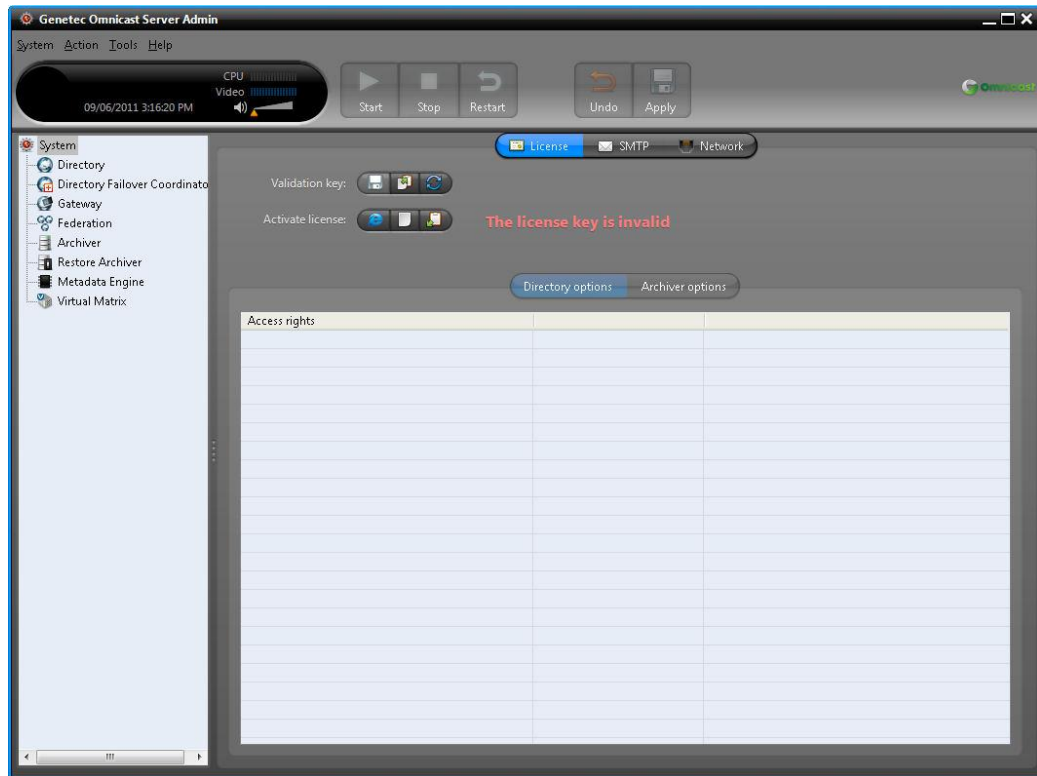 Genetec Omnicast Server Admin
System Action Tools Help
CPU
Video
09/06/2011 3:16:20 PM
Start Stop Restart Undo Apply
Omnicast
System
Directory
Directory Failover Coordinato
Gateway
Federation
Archiver
Restore Archiver
Metadata Engine
Virtual Matrix
License SMTP Network
Validation key:
Activate license:
The license key is invalid
Directory options Archiver options
Access rights